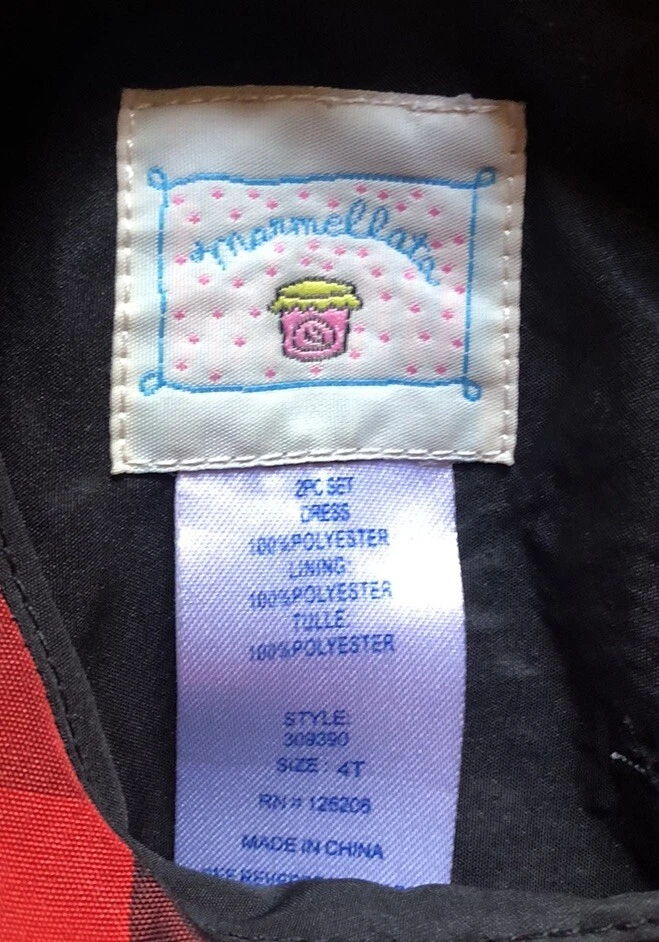 marmellata
2PC SET
DRESS
100%POLYESTER
LINING:
100%POLYESTER
TULLE:
100%POLYESTER
STYLE:
309390
SIZE: 4T
RN# 126206
MADE IN CHINA